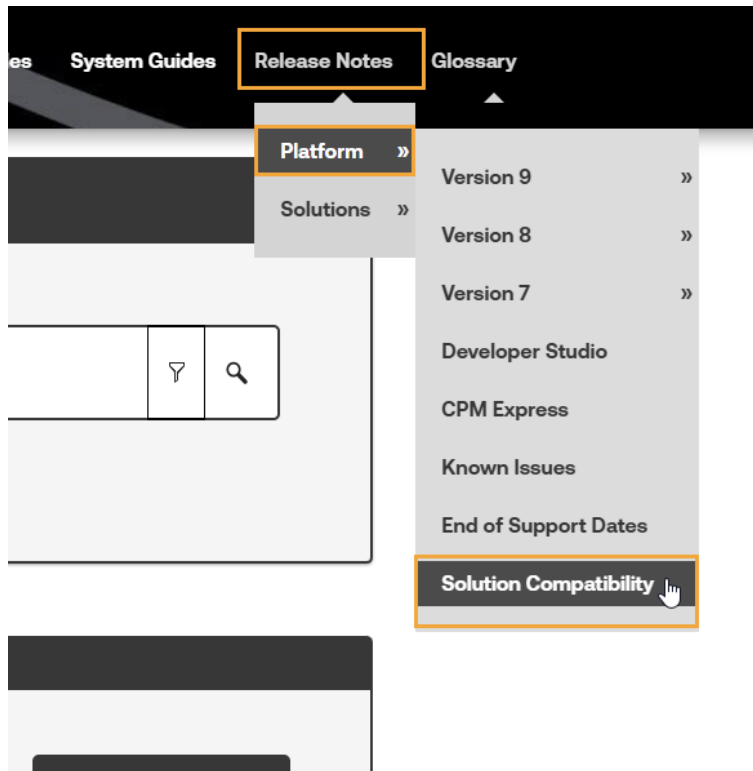 es System Guides Release Notes Glossary
Platform »
Solutions »
Version 9 »
Version 8 »
Version 7 »
Developer Studio
CPM Express
Known Issues
End of Support Dates
Solution Compatibility